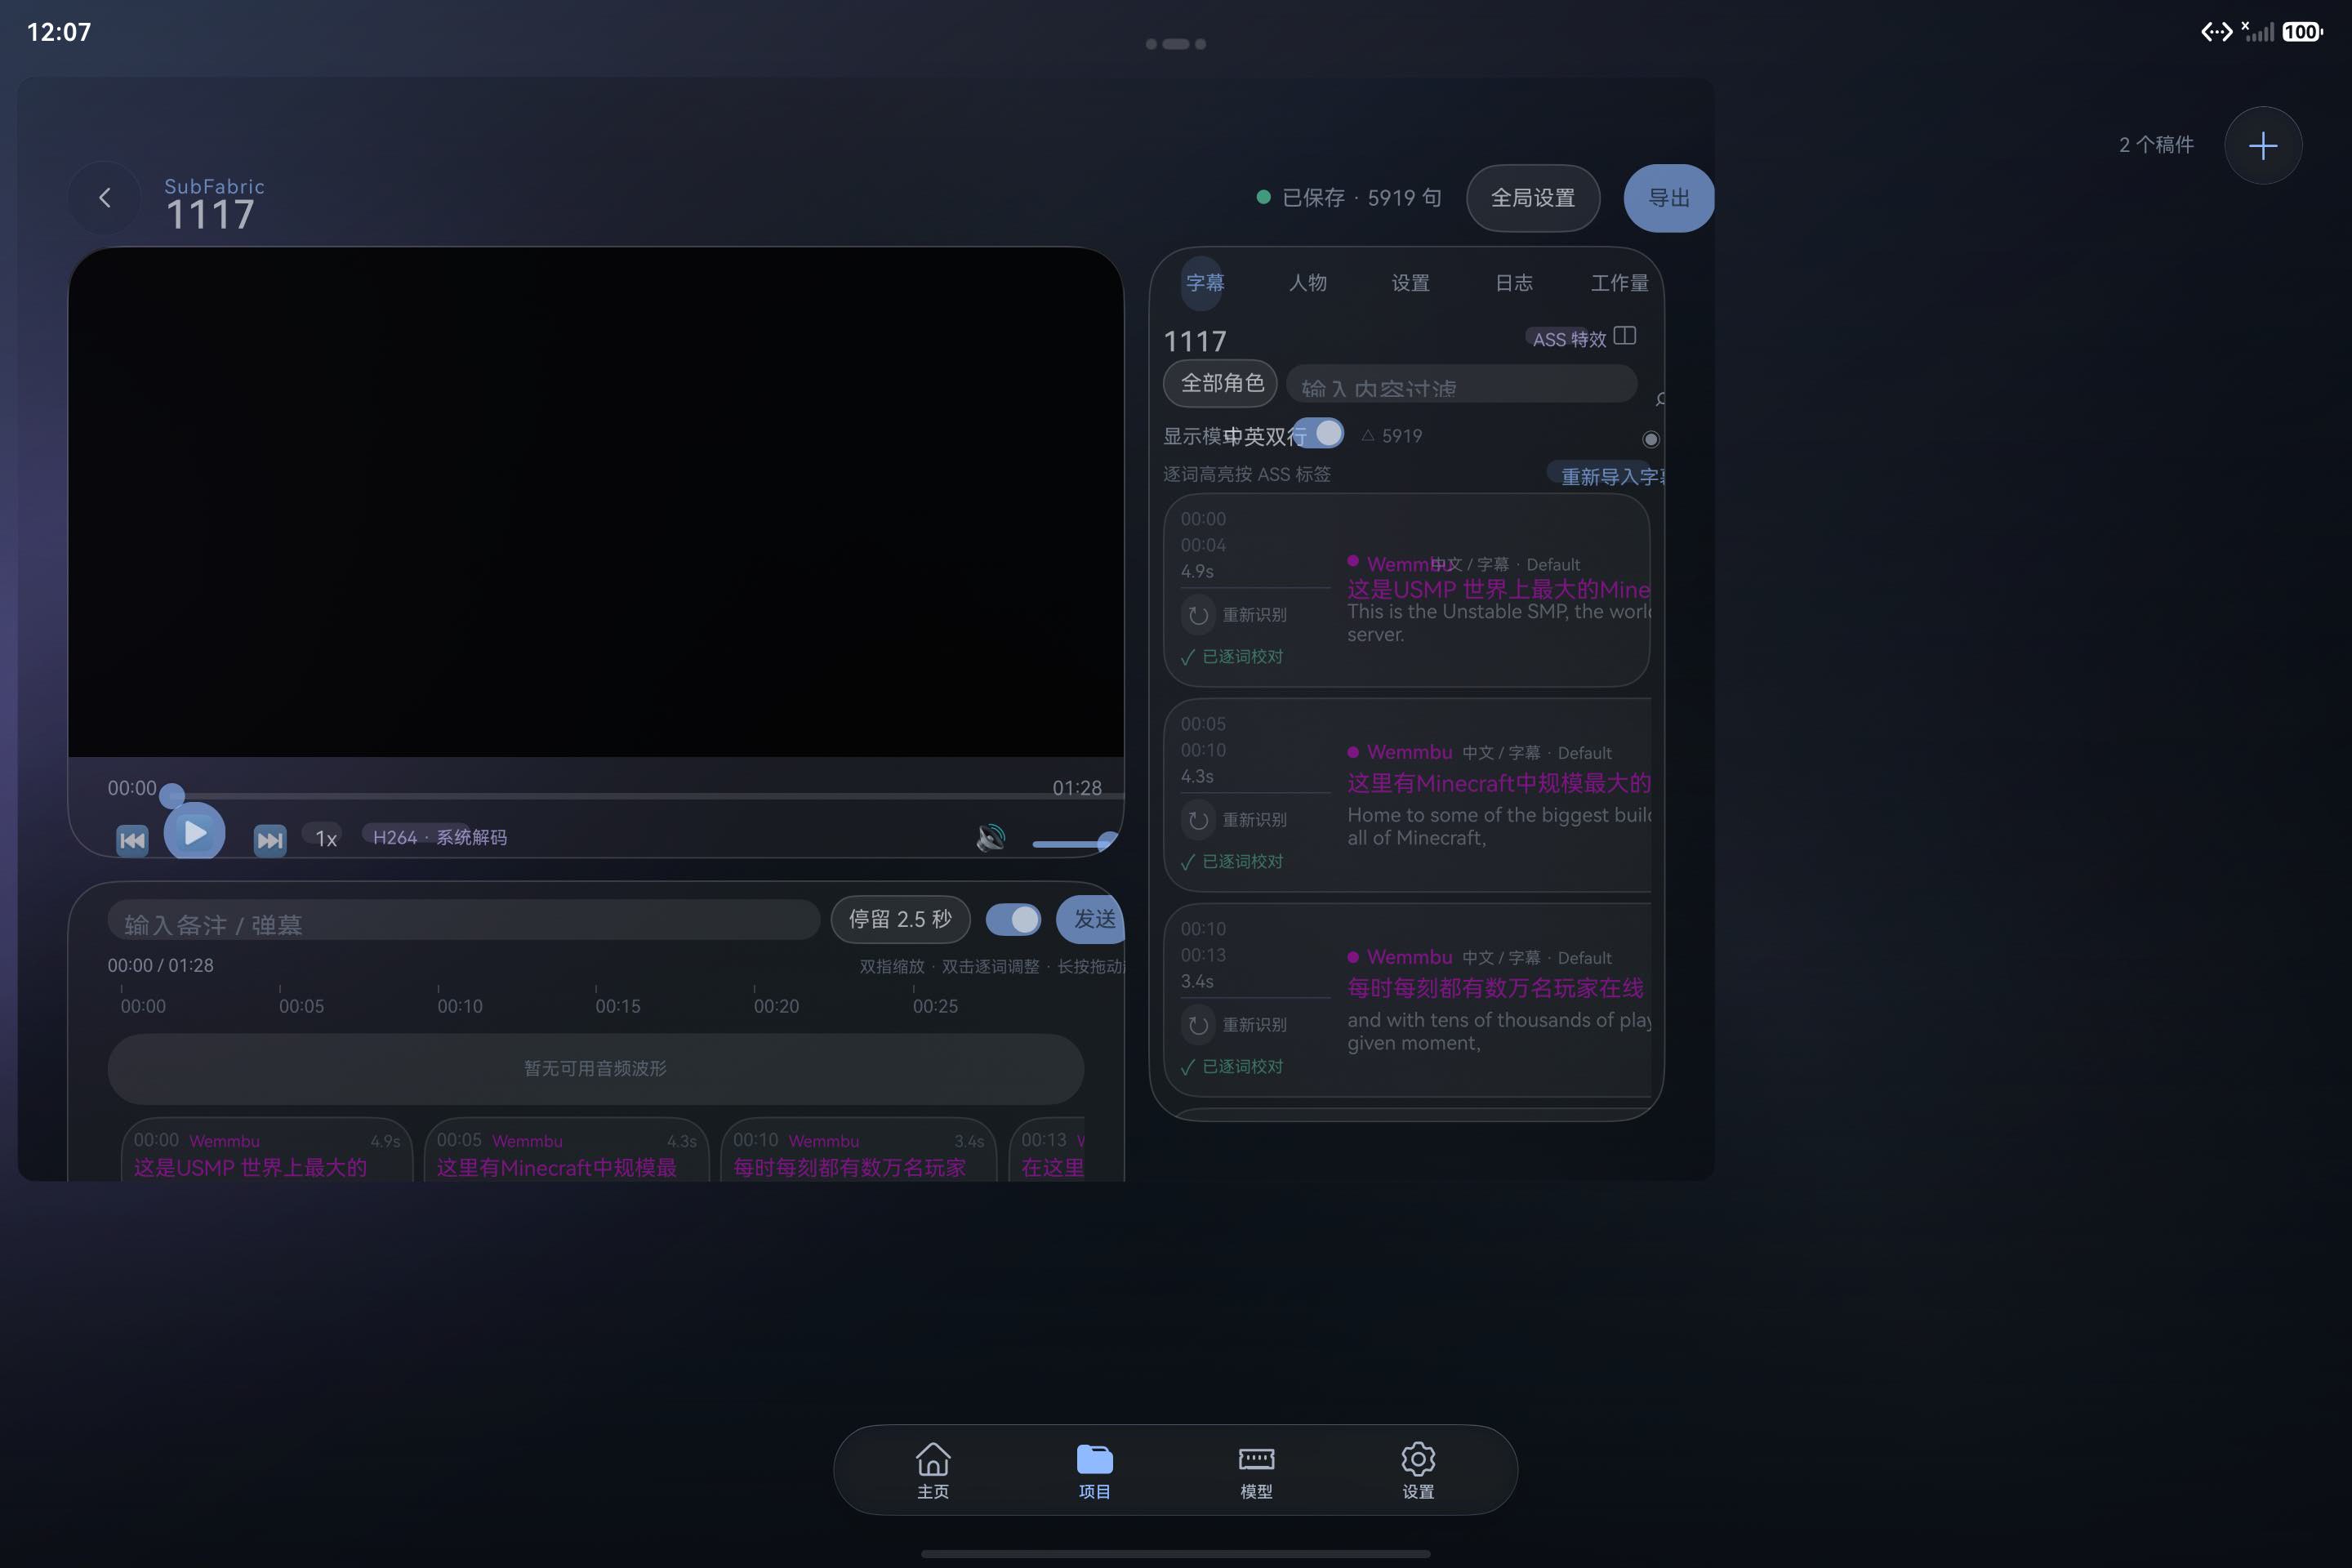 12:07
100
2 个稿件
SubFabric
1117
已保存 · 5919 句
全局设置
导出
字幕
人物
设置
日志
工作量
1117
ASS 特效
全部角色
输入内容过滤
显示模式
中英双行
△ 5919
逐词高亮按 ASS 标签
重新导入字幕
00:00
00:04
4.9s
重新识别
✓ 已逐词校对
Wemmbu
中文 / 字幕 · Default
这是USMP 世界上最大的Mine
This is the Unstable SMP, the world
server.
00:05
00:10
4.3s
重新识别
✓ 已逐词校对
Wemmbu 中文 / 字幕 · Default
这里有Minecraft中规模最大的
Home to some of the biggest build
all of Minecraft,
00:10
00:13
3.4s
重新识别
✓ 已逐词校对
Wemmbu 中文 / 字幕 · Default
每时每刻都有数万名玩家在线
and with tens of thousands of play
given moment,
00:00
01:28
1x
H264 · 系统解码
输入备注 / 弹幕
停留 2.5 秒
发送
00:00 / 01:28
双指缩放 · 双击逐词调整 · 长按拖动
00:00
00:05
00:10
00:15
00:20
00:25
暂无可用音频波形
00:00 Wemmbu 4.9s
这是USMP 世界上最大的
00:05 Wemmbu 4.3s
这里有Minecraft中规模最
00:10 Wemmbu 3.4s
每时每刻都有数万名玩家
00:13
在这里
主页
项目
模型
设置